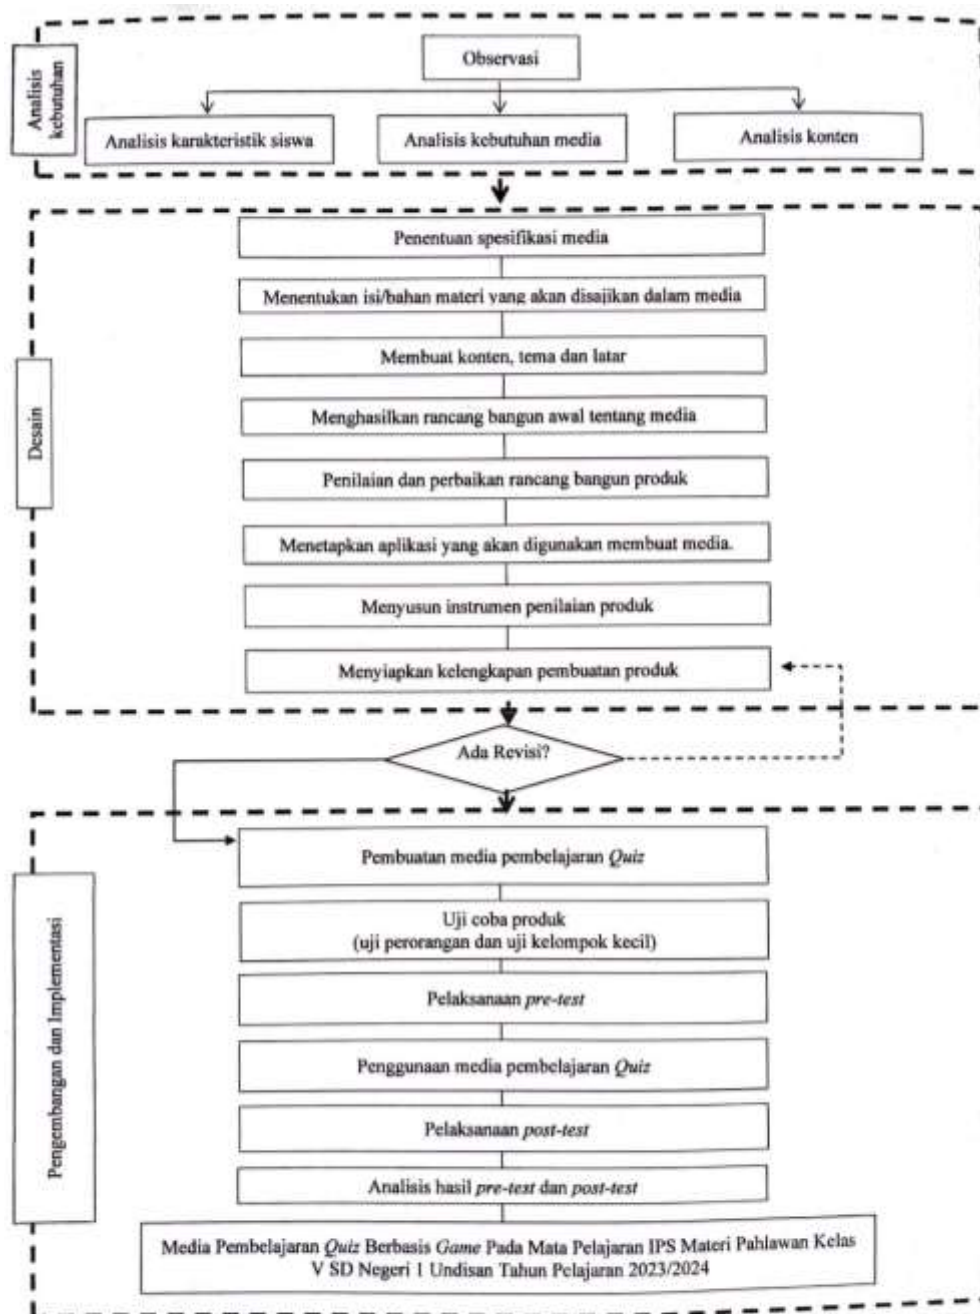 Analisis
kebutuhan
Observasi
Analisis karakteristik siswa
Analisis kebutuhan media
Analisis konten
Desain
Penentuan spesifikasi media
Menentukan isi/bahan materi yang akan disajikan dalam media
Membuat konten, tema dan latar
Menghasilkan rancang bangun awal tentang media
Penilaian dan perbaikan rancang bangun produk
Menetapkan aplikasi yang akan digunakan membuat media.
Menyusun instrumen penilaian produk
Menyiapkan kelengkapan pembuatan produk
Ada Revisi?
Pengembangan dan Implementasi
Pembuatan media pembelajaran Quiz
Uji coba produk
(uji perorangan dan uji kelompok kecil)
Pelaksanaan pre-test
Penggunaan media pembelajaran Quiz
Pelaksanaan post-test
Analisis hasil pre-test dan post-test
Media Pembelajaran Quiz Berbasis Game Pada Mata Pelajaran IPS Materi Pahlawan Kelas
V SD Negeri 1 Undisan Tahun Pelajaran 2023/2024